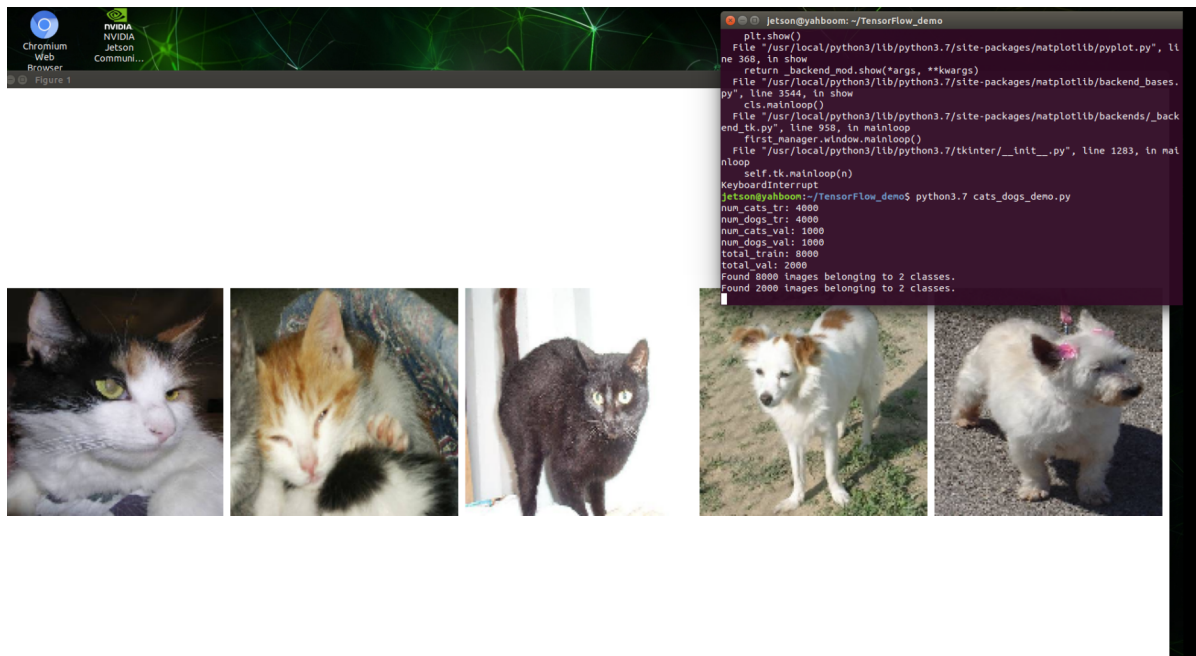 Chromium
Web
Browser
NVIDIA
NVIDIA
Jetson
Communi...
Figure 1
jetson@yahboom: ~/TensorFlow_demo
    plt.show()
  File "/usr/local/python3/lib/python3.7/site-packages/matplotlib/pyplot.py", li
ne 368, in show
    return _backend_mod.show(*args, **kwargs)
  File "/usr/local/python3/lib/python3.7/site-packages/matplotlib/backend_bases.
py", line 3544, in show
    cls.mainloop()
  File "/usr/local/python3/lib/python3.7/site-packages/matplotlib/backends/_back
end_tk.py", line 958, in mainloop
    first_manager.window.mainloop()
  File "/usr/local/python3/lib/python3.7/tkinter/__init__.py", line 1283, in mai
nloop
    self.tk.mainloop(n)
KeyboardInterrupt
jetson@yahboom:~/TensorFlow_demo$ python3.7 cats_dogs_demo.py
num_cats_tr: 4000
num_dogs_tr: 4000
num_cats_val: 1000
num_dogs_val: 1000
total_train: 8000
total_val: 2000
Found 8000 images belonging to 2 classes.
Found 2000 images belonging to 2 classes.